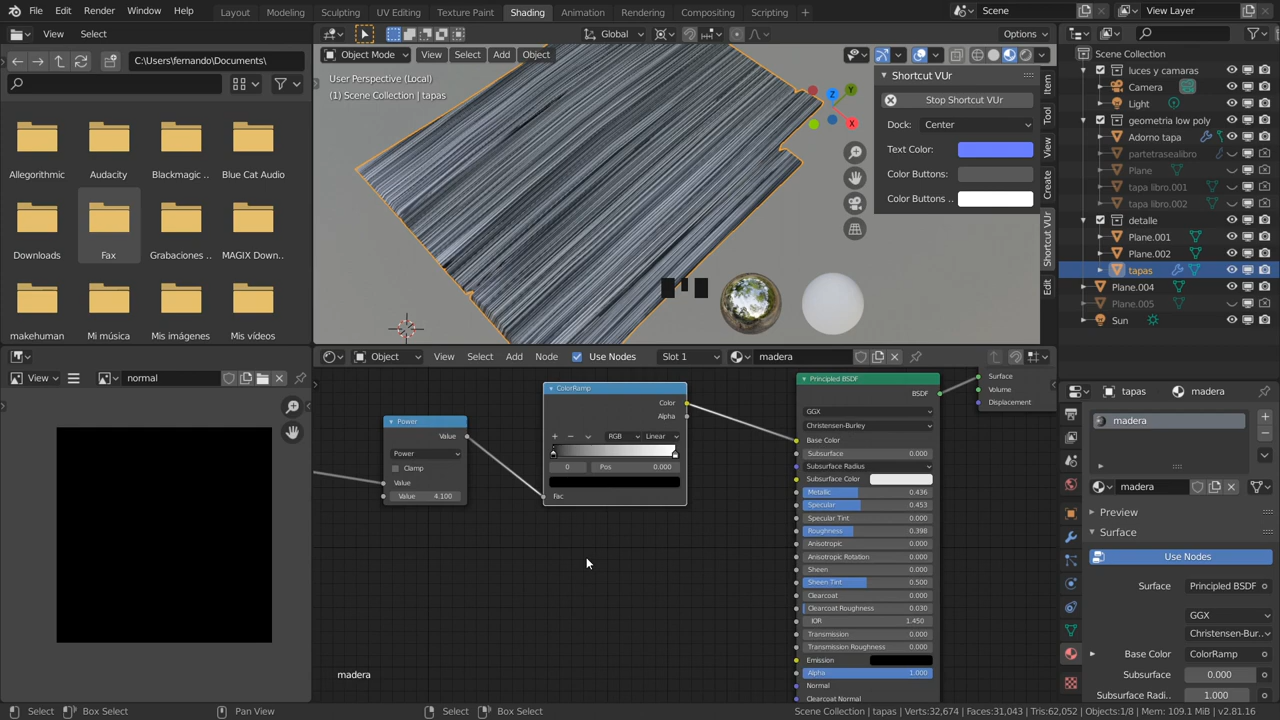 File Edit Render Window Help
Layout Modeling Sculpting UV Editing Texture Paint Shading Animation Rendering Compositing Scripting
Scene
View Layer
View Select
Global
Options
C:\Users\fernando\Documents\
Object Mode View Select Add Object
User Perspective (Local)
(1) Scene Collection | tapas
Allegorithmic
Audacity
Blackmagic ..
Blue Cat Audio
Downloads
Fax
Grabaciones ..
MAGIX Down..
makehuman
Mi música
Mis imágenes
Mis vídeos
Shortcut VUr
Stop Shortcut VUr
Dock: Center
Text Color:
Color Buttons:
Color Buttons ..
Item
Tool
View
Create
Shortcut VUr
Edit
Z
Y
X
Scene Collection
luces y camaras
Camera
Light
geometria low poly
Adorno tapa
partetrasealibro
Plane
tapa libro.001
tapa libro.002
detalle
Plane.001
Plane.002
tapas
Plane.004
Plane.005
Sun
View normal
Object View Select Add Node Use Nodes Slot 1 madera
Power
Value
Power
Clamp
Value
Value 4.100
ColorRamp
Color
Alpha
RGB Linear
0 Pos 0.000
Fac
Principled BSDF
BSDF
GGX
Christensen-Burley
Base Color
Subsurface 0.000
Subsurface Radius
Subsurface Color
Metallic 0.436
Specular 0.453
Specular Tint 0.000
Roughness 0.398
Anisotropic 0.000
Anisotropic Rotation 0.000
Sheen 0.000
Sheen Tint 0.500
Clearcoat 0.000
Clearcoat Roughness 0.030
IOR 1.450
Transmission 0.000
Transmission Roughness 0.000
Emission
Alpha 1.000
Normal
Clearcoat Normal
Surface
Volume
Displacement
madera
tapas madera
madera
madera
Preview
Surface
Use Nodes
Surface Principled BSDF
GGX
Christensen-Bur..
Base Color ColorRamp
Subsurface 0.000
Subsurface Radi.. 1.000
Select Box Select Pan View Select Box Select
Scene Collection | tapas | Verts:32,674 | Faces:31,043 | Tris:62,052 | Objects:1/8 | Mem: 109.1 MiB | v2.81.16